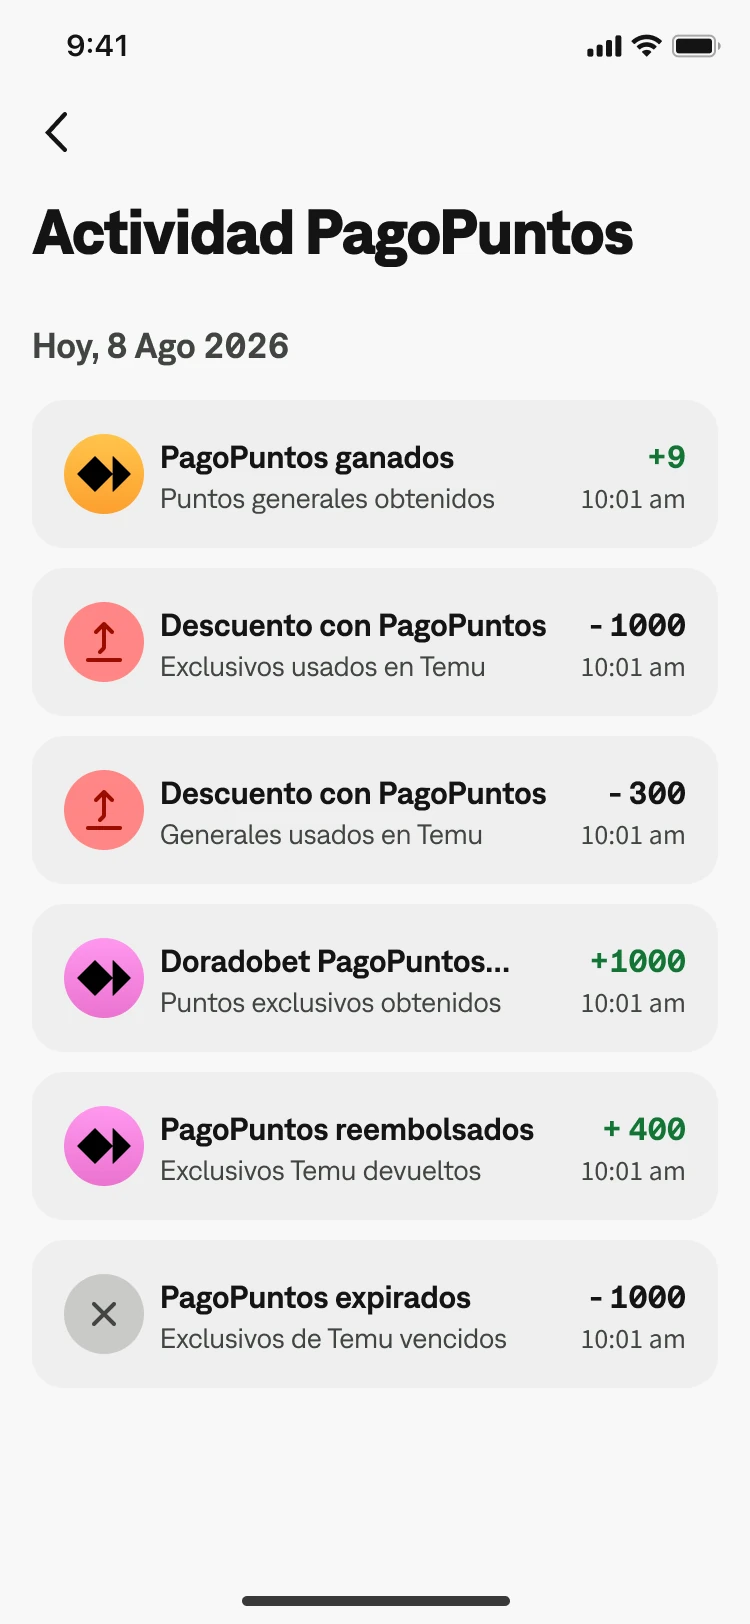 9:41
Actividad PagoPuntos
Hoy, 8 Ago 2026
PagoPuntos ganados +9
Puntos generales obtenidos 10:01 am
Descuento con PagoPuntos - 1000
Exclusivos usados en Temu 10:01 am
Descuento con PagoPuntos - 300
Generales usados en Temu 10:01 am
Doradobet PagoPuntos... +1000
Puntos exclusivos obtenidos 10:01 am
PagoPuntos reembolsados + 400
Exclusivos Temu devueltos 10:01 am
PagoPuntos expirados - 1000
Exclusivos de Temu vencidos 10:01 am